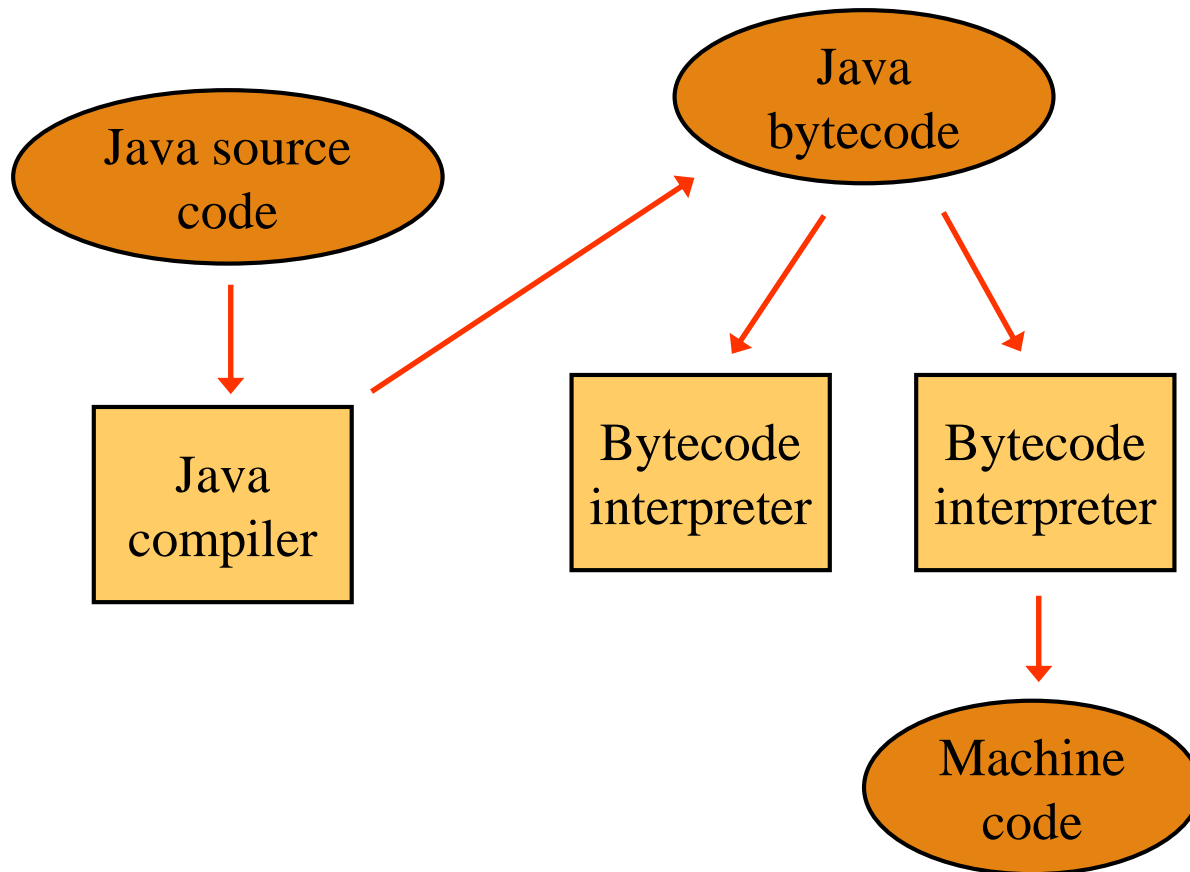 Java source
code
Java
bytecode
Java
compiler
Bytecode
interpreter
Bytecode
interpreter
Machine
code